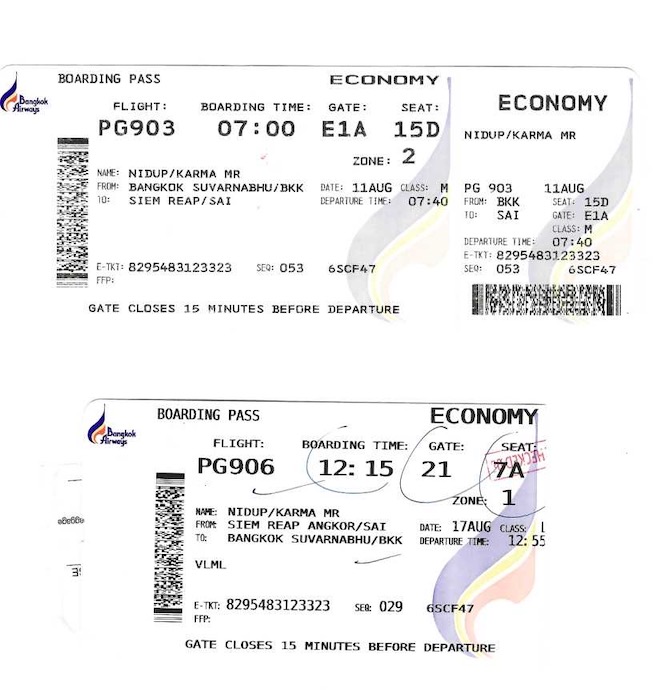 Bangkok Airways
BOARDING PASS ECONOMY
FLIGHT: BOARDING TIME: GATE: SEAT:
PG903 07:00 E1A 15D
ZONE: 2
NAME: NIDUP/KARMA MR
FROM: BANGKOK SUVARNABHU/BKK DATE: 11AUG CLASS: M
TO: SIEM REAP/SAI DEPARTURE TIME: 07:40
E-TKT: 8295483123323 SEQ: 053 6SCF47
FFP:
GATE CLOSES 15 MINUTES BEFORE DEPARTURE
ECONOMY
NIDUP/KARMA MR
PG 903 11AUG
FROM: BKK SEAT: 15D
TO: SAI GATE: E1A
CLASS: M
DEPARTURE TIME: 07:40
E-TKT: 8295483123323
SEQ: 053 6SCF47
Bangkok Airways
BOARDING PASS ECONOMY
FLIGHT: BOARDING TIME: GATE: SEAT:
PG906 12:15 21 7A
ZONE: 1
NAME: NIDUP/KARMA MR
FROM: SIEM REAP ANGKOR/SAI DATE: 17AUG CLASS: L
TO: BANGKOK SUVARNABHU/BKK DEPARTURE TIME: 12:55
VLML
E-TKT: 8295483123323 SEQ: 029 6SCF47
FFP:
GATE CLOSES 15 MINUTES BEFORE DEPARTURE